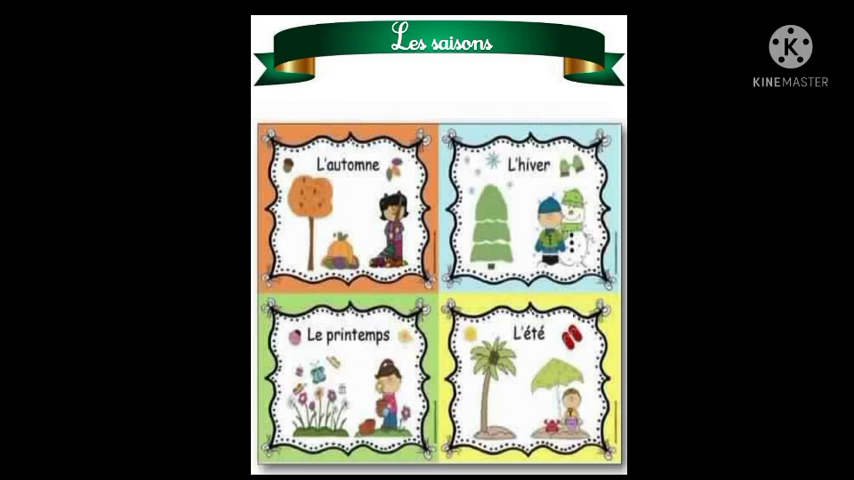 Les saisons
KINEMASTER
L'automne
L'hiver
Le printemps
L'été